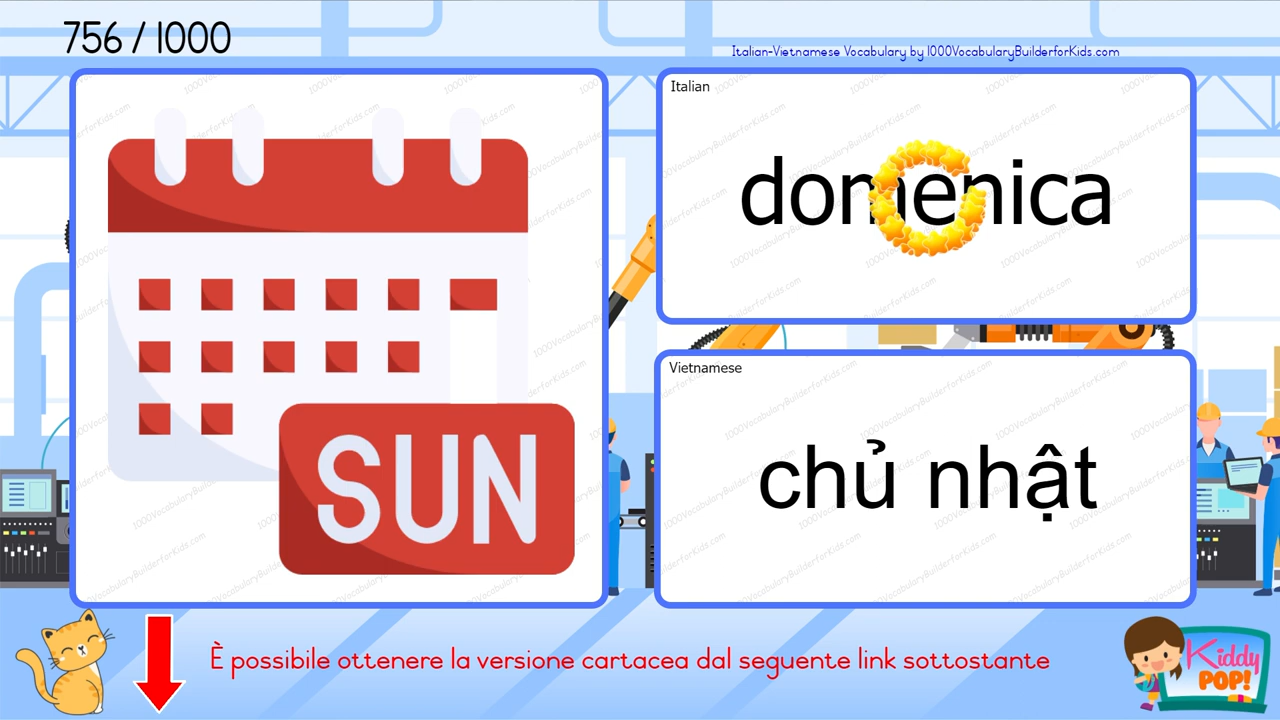 756 / 1000
Italian-Vietnamese Vocabulary by 1000VocabularyBuilderforKids.com
SUN
Italian
domenica
Vietnamese
chủ nhật
È possibile ottenere la versione cartacea dal seguente link sottostante
Kiddy
POP!